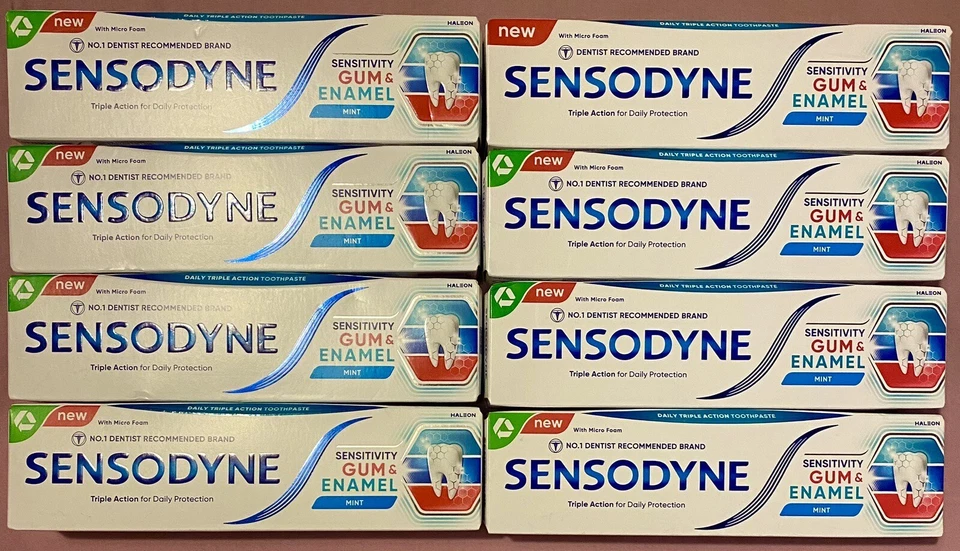 DAILY TRIPLE ACTION TOOTHPASTE
new
With Micro Foam
HALEON
NO.1 DENTIST RECOMMENDED BRAND
SENSODYNE
SENSITIVITY
GUM &
ENAMEL
MINT
Triple Action for Daily Protection
DAILY TRIPLE ACTION TOOTHPASTE
new
With Micro Foam
HALEON
DENTIST RECOMMENDED BRAND
SENSODYNE
SENSITIVITY
GUM &
ENAMEL
MINT
Triple Action for Daily Protection
DAILY TRIPLE ACTION TOOTHPASTE
new
With Micro Foam
HALEON
NO.1 DENTIST RECOMMENDED BRAND
SENSODYNE
SENSITIVITY
GUM &
ENAMEL
MINT
Triple Action for Daily Protection
DAILY TRIPLE ACTION TOOTHPASTE
new
With Micro Foam
HALEON
NO.1 DENTIST RECOMMENDED BRAND
SENSODYNE
SENSITIVITY
GUM &
ENAMEL
MINT
Triple Action for Daily Protection
DAILY TRIPLE ACTION TOOTHPASTE
new
With Micro Foam
HALEON
NO.1 DENTIST RECOMMENDED BRAND
SENSODYNE
SENSITIVITY
GUM &
ENAMEL
MINT
Triple Action for Daily Protection
DAILY TRIPLE ACTION TOOTHPASTE
new
With Micro Foam
HALEON
NO.1 DENTIST RECOMMENDED BRAND
SENSODYNE
SENSITIVITY
GUM &
ENAMEL
MINT
Triple Action for Daily Protection
DAILY TRIPLE ACTION TOOTHPASTE
new
With Micro Foam
HALEON
NO.1 DENTIST RECOMMENDED BRAND
SENSODYNE
SENSITIVITY
GUM &
ENAMEL
MINT
Triple Action for Daily Protection
DAILY TRIPLE ACTION TOOTHPASTE
new
With Micro Foam
HALEON
NO.1 DENTIST RECOMMENDED BRAND
SENSODYNE
SENSITIVITY
GUM &
ENAMEL
MINT
Triple Action for Daily Protection